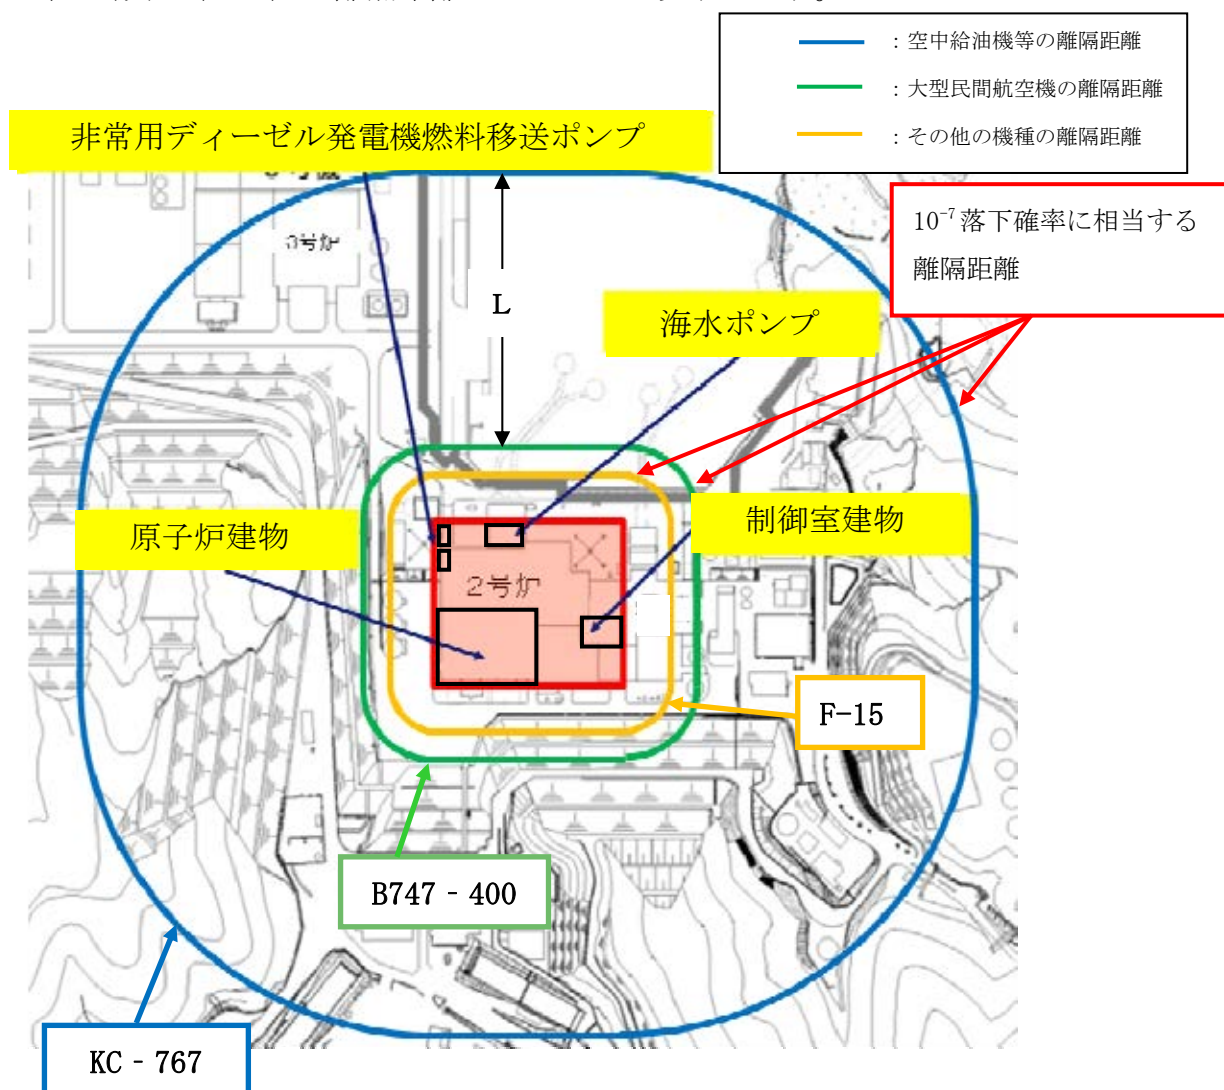 ：空中給油機等の離隔距離
：大型民間航空機の離隔距離
：その他の機種の離隔距離
非常用ディーゼル発電機燃料移送ポンプ
10⁻⁷落下確率に相当する
離隔距離
3号炉
L
海水ポンプ
原子炉建物
制御室建物
2号炉
F-15
B747‐400
KC‐767